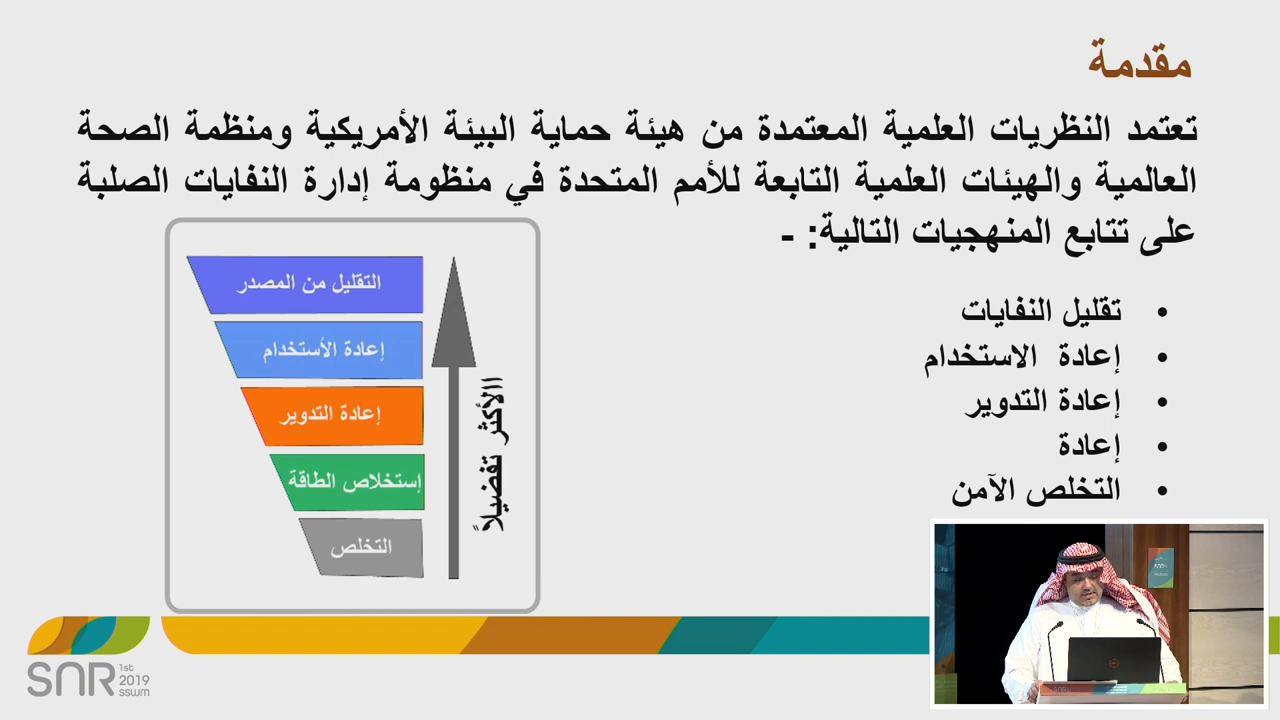 مقدمة
تعتمد النظريات العلمية المعتمدة من هيئة حماية البيئة الأمريكية ومنظمة الصحة
العالمية والهيئات العلمية التابعة للأمم المتحدة في منظومة إدارة النفايات الصلبة
على تتابع المنهجيات التالية: -
• تقليل النفايات
• إعادة الاستخدام
• إعادة التدوير
• إعادة
• التخلص الآمن
التقليل من المصدر
إعادة الأستخدام
إعادة التدوير
إستخلاص الطاقة
التخلص
االأكثر تفضيلاً
SNR 1st
2019
sswm